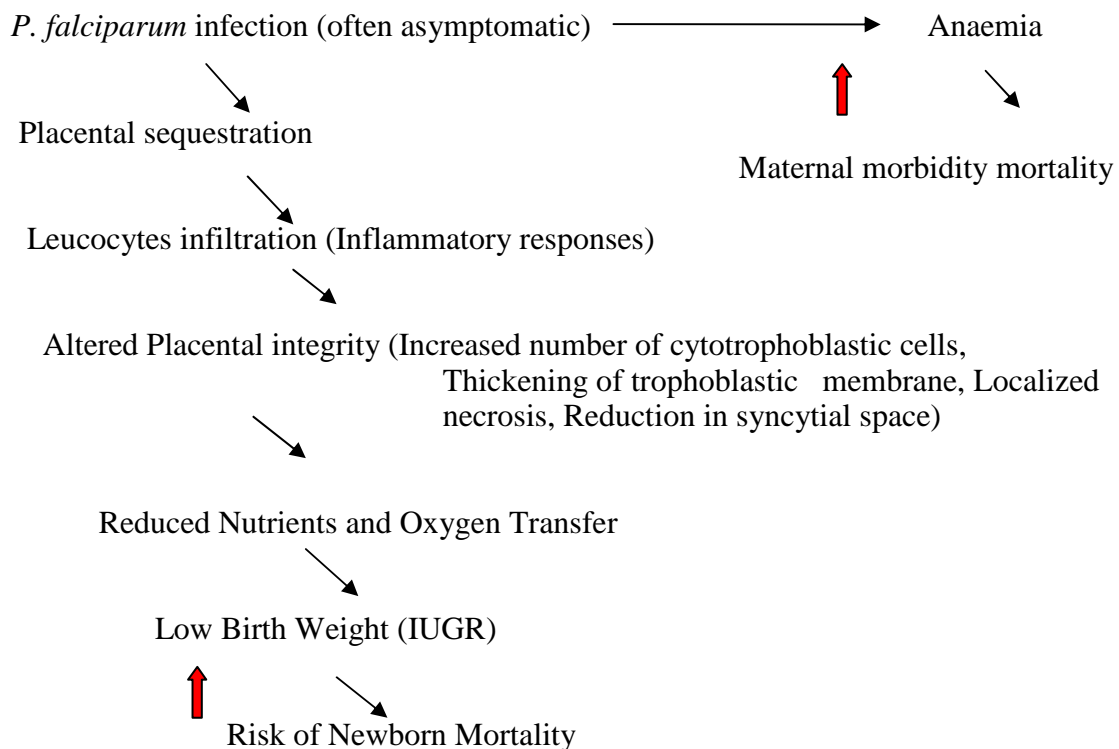 P. falciparum infection (often asymptomatic) Anaemia
Placental sequestration
Maternal morbidity mortality
Leucocytes infiltration (Inflammatory responses)
Altered Placental integrity (Increased number of cytotrophoblastic cells,
Thickening of trophoblastic membrane, Localized
necrosis, Reduction in syncytial space)
Reduced Nutrients and Oxygen Transfer
Low Birth Weight (IUGR)
Risk of Newborn Mortality